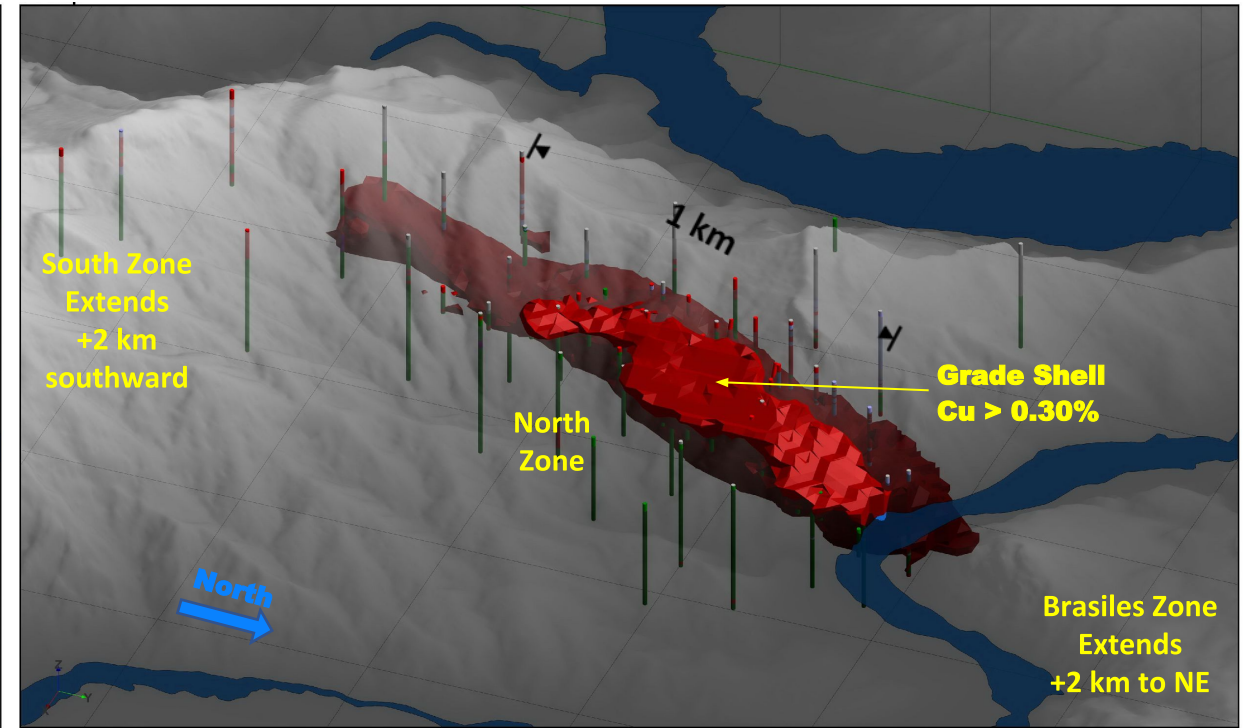 1 km
South Zone
Extends
+2 km
southward
Grade Shell
Cu > 0.30%
North
Zone
North
Brasiles Zone
Extends
+2 km to NE
Z
Y